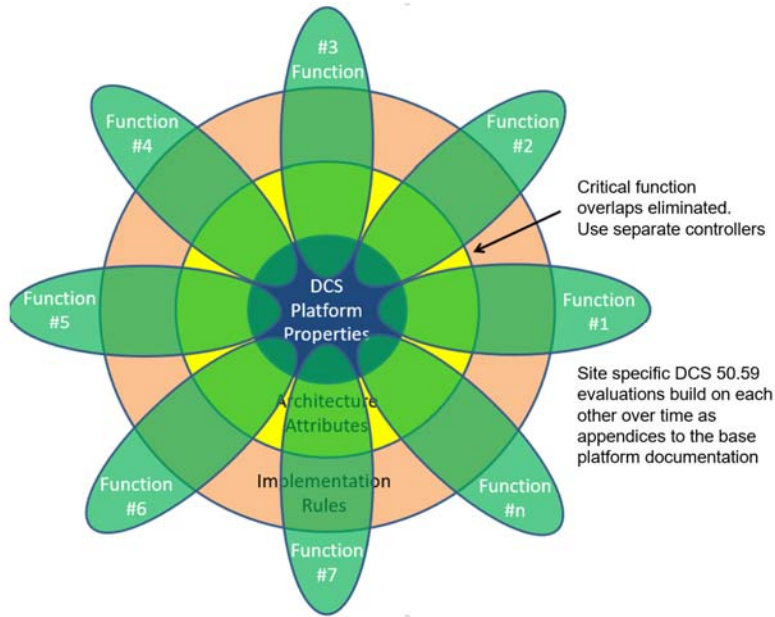 #3
Function
Function
#4
Function
#2
Critical function
overlaps eliminated.
Use separate controllers
DCS
Platform
Properties
Function
#5
Function
#1
Site specific DCS 50.59
evaluations build on each
other over time as
appendices to the base
platform documentation
Architecture
Attributes
Function
#6
Implementation
Rules
Function
#n
Function
#7